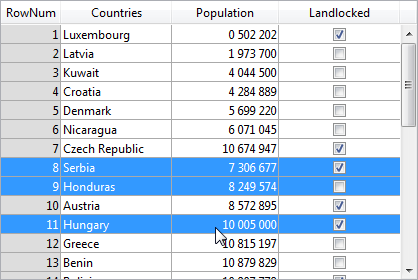 RowNum Countries Population Landlocked
1 Luxembourg 0 502 202
2 Latvia 1 973 700
3 Kuwait 4 044 500
4 Croatia 4 284 889
5 Denmark 5 699 220
6 Nicaragua 6 071 045
7 Czech Republic 10 674 947
8 Serbia 7 306 677
9 Honduras 8 249 574
10 Austria 8 572 895
11 Hungary 10 005 000
12 Greece 10 815 197
13 Benin 10 879 829